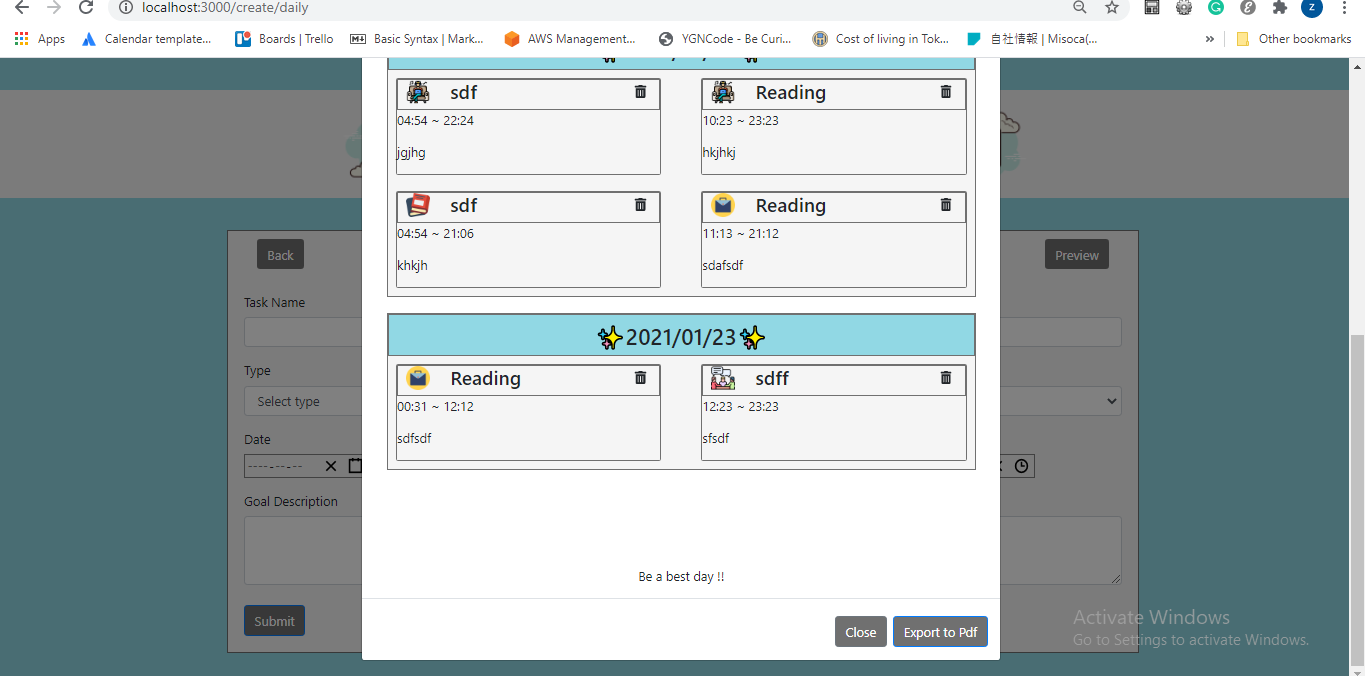 localhost:3000/create/daily
Apps Calendar template... Boards | Trello Basic Syntax | Mark... AWS Management... YGNCode - Be Curi... Cost of living in Tok... 自社情報 | Misoca(... » Other bookmarks
z
sdf Reading
04:54 ~ 22:24 10:23 ~ 23:23
jgjhg hkjhkj
sdf Reading
04:54 ~ 21:06 11:13 ~ 21:12
khkjh sdafsdf
2021/01/23
Reading sdff
00:31 ~ 12:12 12:23 ~ 23:23
sdfsdf sfsdf
Be a best day !!
Close Export to Pdf
Back Preview
Task Name
Type
Select type
Date
----/--/--
Goal Description
Submit
Activate Windows
Go to Settings to activate Windows.